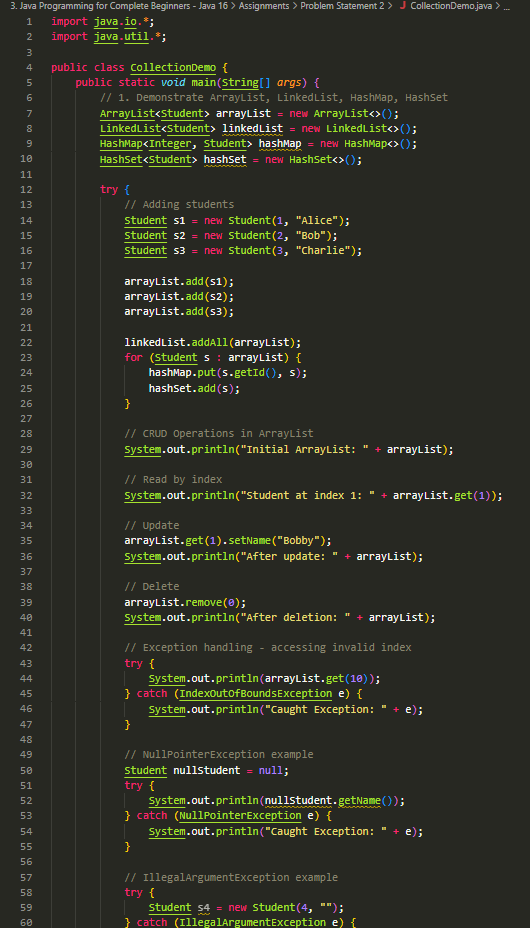 3. Java Programming for Complete Beginners - Java 16 > Assignments > Problem Statement 2 > J CollectionDemo.java > ...
1 import java.io.*;
2 import java.util.*;
3
4 public class CollectionDemo {
5 public static void main(String[] args) {
6 // 1. Demonstrate ArrayList, LinkedList, HashMap, HashSet
7 ArrayList<Student> arrayList = new ArrayList<>();
8 LinkedList<Student> linkedList = new LinkedList<>();
9 HashMap<Integer, Student> hashMap = new HashMap<>();
10 HashSet<Student> hashSet = new HashSet<>();
11
12 try {
13 // Adding students
14 Student s1 = new Student(1, "Alice");
15 Student s2 = new Student(2, "Bob");
16 Student s3 = new Student(3, "Charlie");
17
18 arrayList.add(s1);
19 arrayList.add(s2);
20 arrayList.add(s3);
21
22 linkedList.addAll(arrayList);
23 for (Student s : arrayList) {
24 hashMap.put(s.getId(), s);
25 hashSet.add(s);
26 }
27
28 // CRUD Operations in ArrayList
29 System.out.println("Initial ArrayList: " + arrayList);
30
31 // Read by index
32 System.out.println("Student at index 1: " + arrayList.get(1));
33
34 // Update
35 arrayList.get(1).setName("Bobby");
36 System.out.println("After update: " + arrayList);
37
38 // Delete
39 arrayList.remove(0);
40 System.out.println("After deletion: " + arrayList);
41
42 // Exception handling - accessing invalid index
43 try {
44 System.out.println(arrayList.get(10));
45 } catch (IndexOutOfBoundsException e) {
46 System.out.println("Caught Exception: " + e);
47 }
48
49 // NullPointerException example
50 Student nullStudent = null;
51 try {
52 System.out.println(nullStudent.getName());
53 } catch (NullPointerException e) {
54 System.out.println("Caught Exception: " + e);
55 }
56
57 // IllegalArgumentException example
58 try {
59 Student s4 = new Student(4, "");
60 } catch (IllegalArgumentException e) {